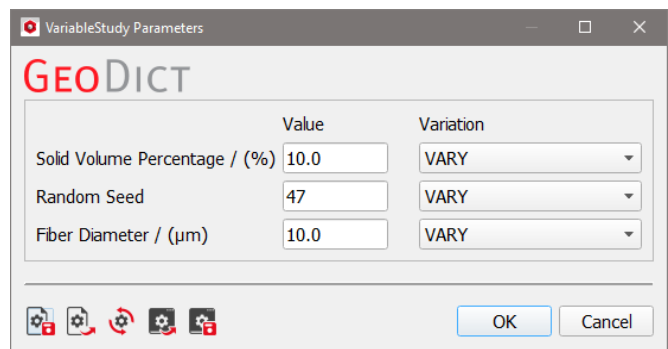 VariableStudy Parameters
GEODICT
Value Variation
Solid Volume Percentage / (%) 10.0 VARY
Random Seed 47 VARY
Fiber Diameter / (µm) 10.0 VARY
OK Cancel